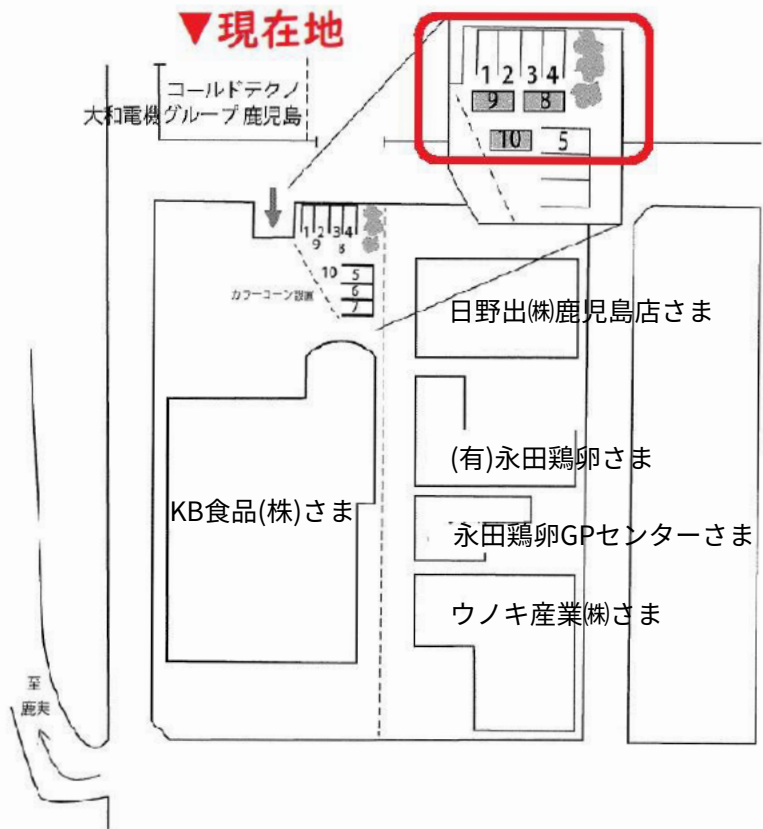 ▼現在地
コールドテクノ
大和電機グループ 鹿児島
1 2 3 4
9 8
10 5
1 2 3 4
9 8
10 5
6
7
カラーコーン設置
日野出㈱鹿児島店さま
(有)永田鶏卵さま
KB食品(株)さま
永田鶏卵GPセンターさま
ウノキ産業㈱さま
至
鹿実